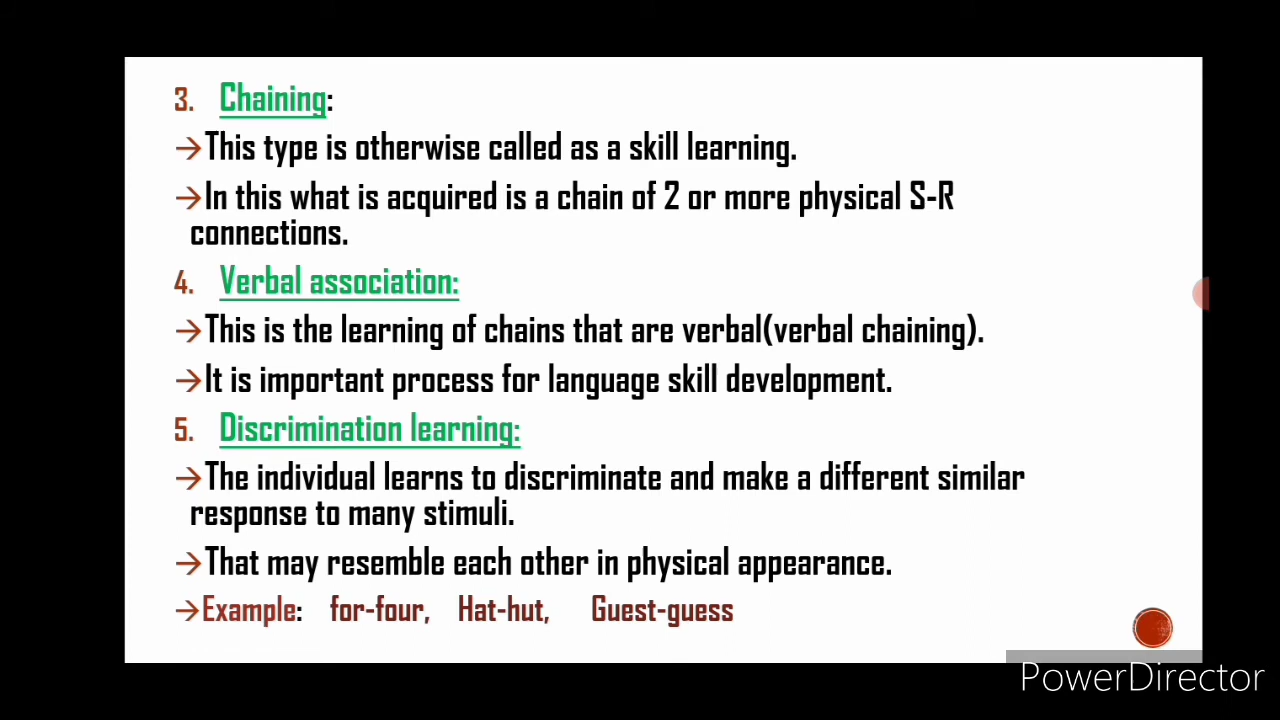 3. Chaining:
→This type is otherwise called as a skill learning.
→In this what is acquired is a chain of 2 or more physical S-R
connections.
4. Verbal association:
→This is the learning of chains that are verbal(verbal chaining).
→It is important process for language skill development.
5. Discrimination learning:
→The individual learns to discriminate and make a different similar
response to many stimuli.
→That may resemble each other in physical appearance.
→Example: for-four, Hat-hut, Guest-guess
PowerDirector